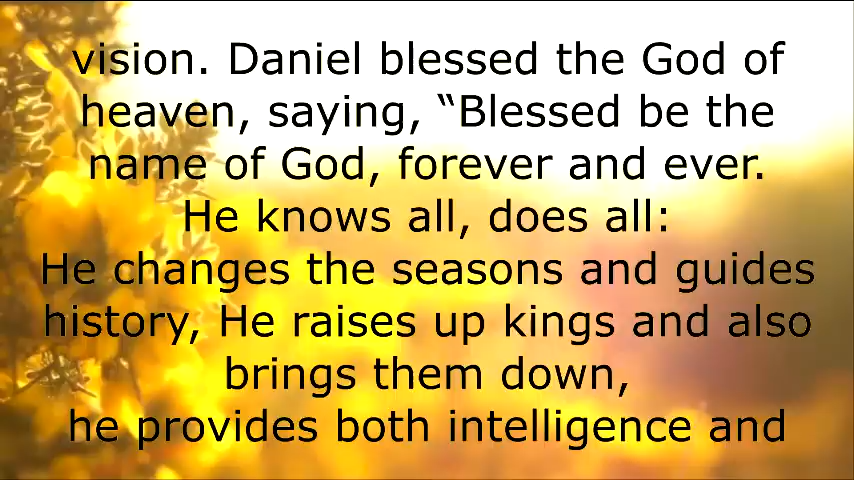 vision. Daniel blessed the God of
heaven, saying, “Blessed be the
name of God, forever and ever.
He knows all, does all:
He changes the seasons and guides
history, He raises up kings and also
brings them down,
he provides both intelligence and